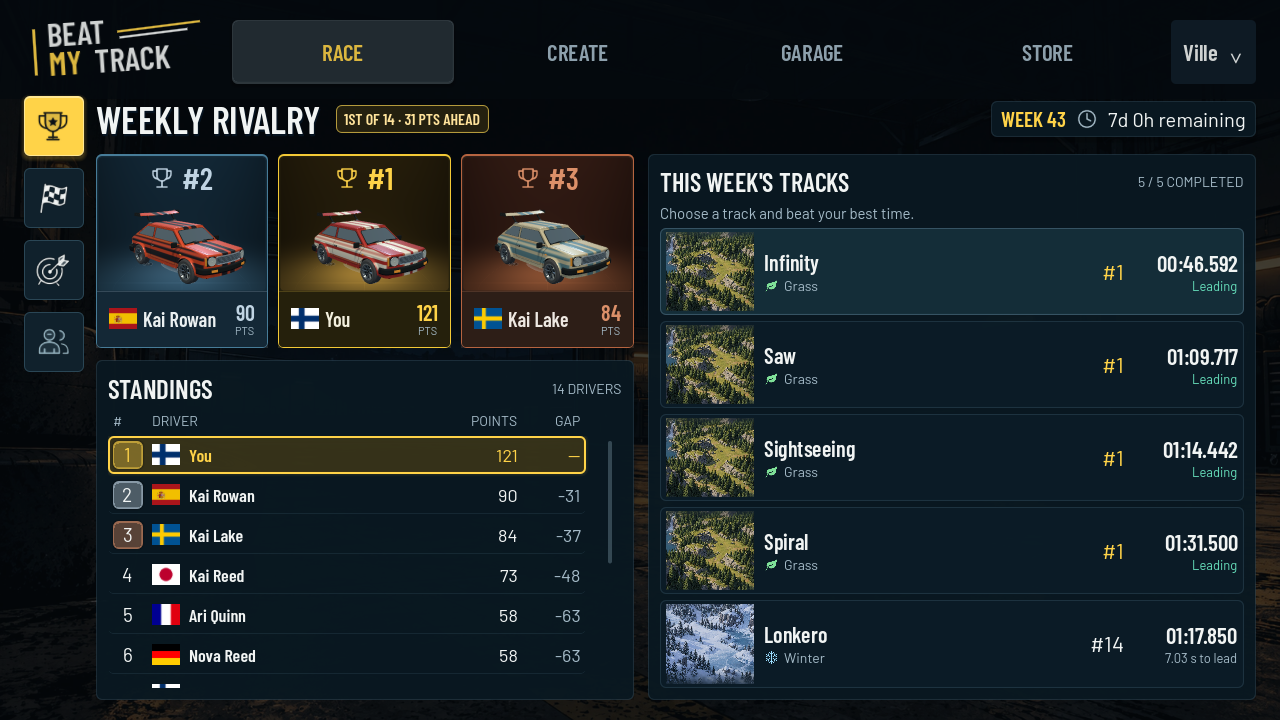 BEAT
MY TRACK
RACE
CREATE
GARAGE
STORE
Ville
WEEKLY RIVALRY
1ST OF 14 · 31 PTS AHEAD
WEEK 43
7d 0h remaining
#2
Kai Rowan
90
PTS
#1
You
121
PTS
#3
Kai Lake
84
PTS
STANDINGS
14 DRIVERS
# DRIVER POINTS GAP
1 You 121 —
2 Kai Rowan 90 -31
3 Kai Lake 84 -37
4 Kai Reed 73 -48
5 Ari Quinn 58 -63
6 Nova Reed 58 -63
THIS WEEK'S TRACKS
5 / 5 COMPLETED
Choose a track and beat your best time.
Infinity
Grass
#1
00:46.592
Leading
Saw
Grass
#1
01:09.717
Leading
Sightseeing
Grass
#1
01:14.442
Leading
Spiral
Grass
#1
01:31.500
Leading
Lonkero
Winter
#14
01:17.850
7.03 s to lead